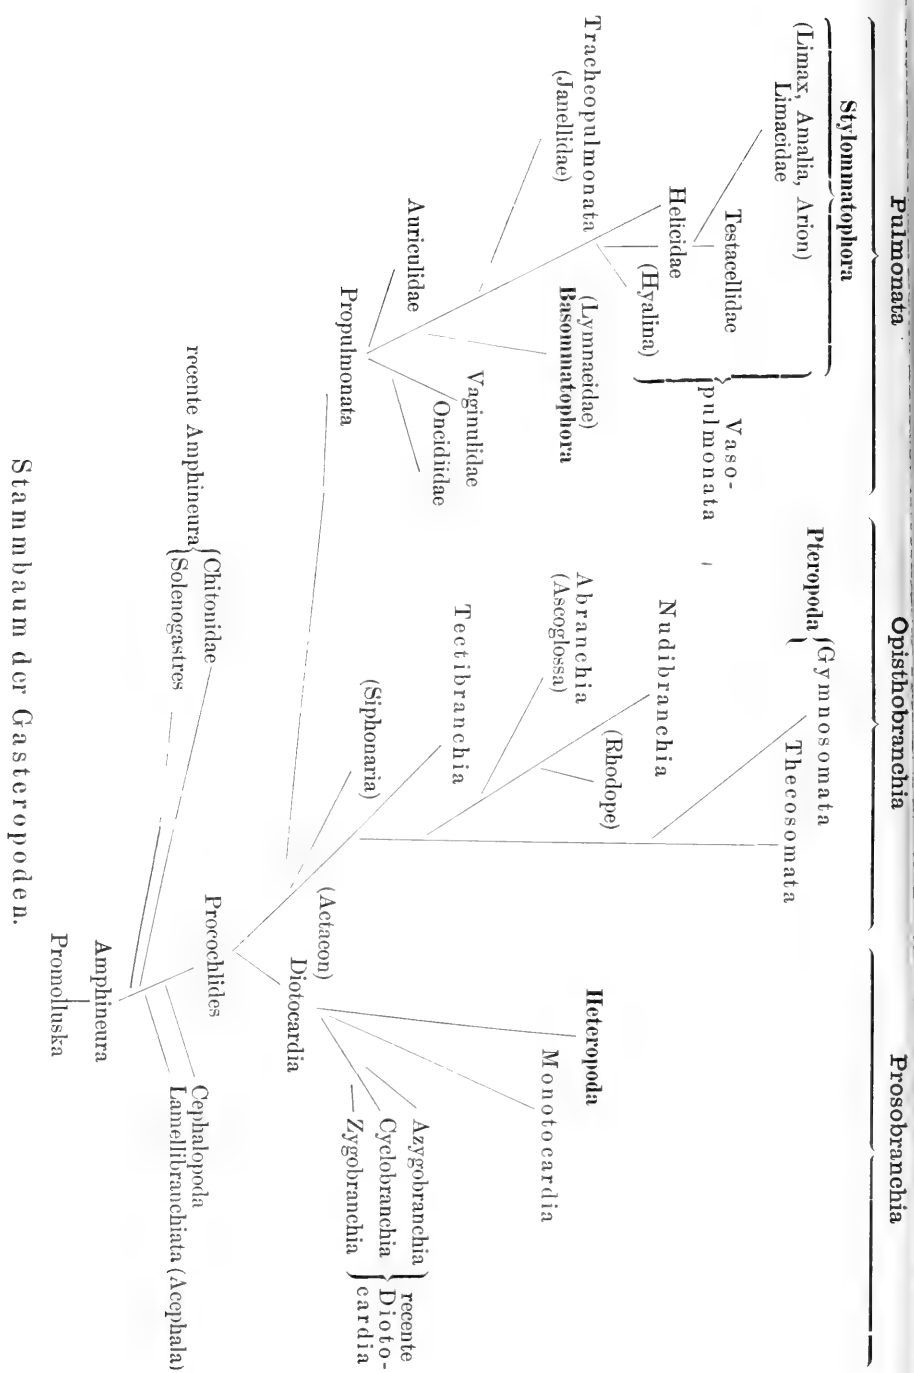 Pulmonata
Opisthobranchia
Prosobranchia
Stylommatophora
(Limax, Amalia, Arion)
Limacidae
Testacellidae
Helicidae
(Hyalina)
Vaso-
pulmonata
Tracheopulmonata
(Janellidae)
(Lymnaeidae)
Basommatophora
Auriculidae
Vaginulidae
Oncidiidae
Propulmonata
Pteropoda
Gymnosomata
Thecosomata
Nudibranchia
(Rhodope)
Abranchia
(Ascoglossa)
Tectibranchia
(Siphonaria)
(Actaeon)
Heteropoda
Monotocardia
Azygobranchia
Cyclobranchia
Zygobranchia
recente
Dioto-
cardia
Diotocardia
Procochlides
recente Amphineura
Chitonidae
Solenogastres
Cephalopoda
Lamellibranchiata (Acephala)
Amphineura
Promolluska
Stammbaum der Gasteropoden.